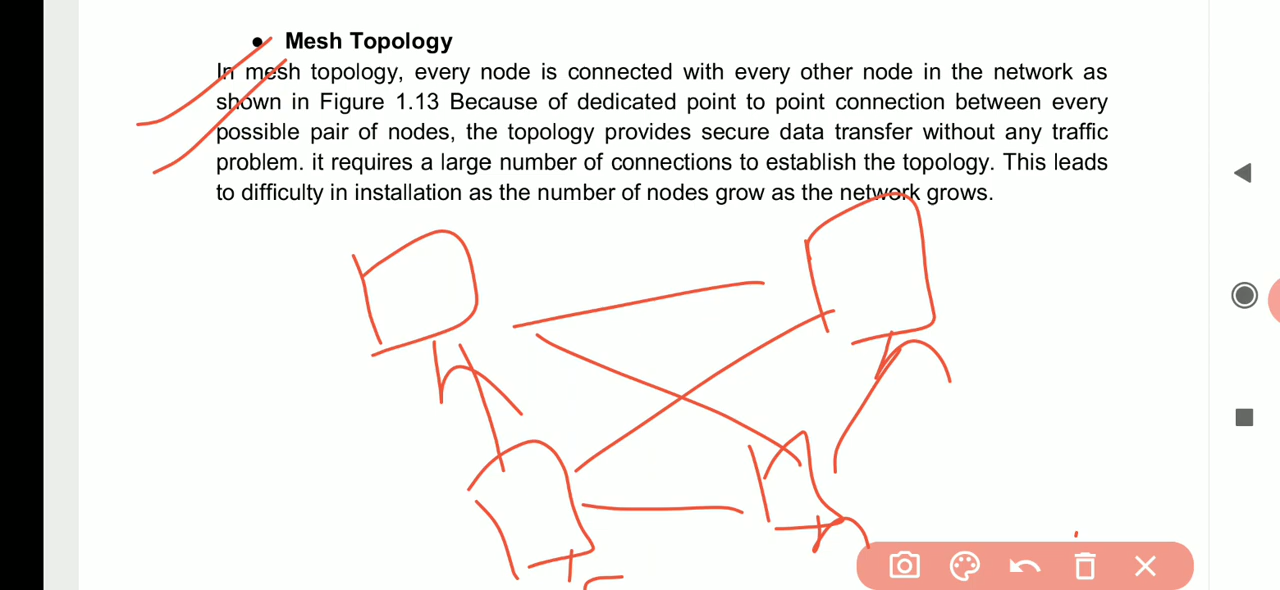 Mesh Topology
In mesh topology, every node is connected with every other node in the network as
shown in Figure 1.13 Because of dedicated point to point connection between every
possible pair of nodes, the topology provides secure data transfer without any traffic
problem. it requires a large number of connections to establish the topology. This leads
to difficulty in installation as the number of nodes grow as the network grows.